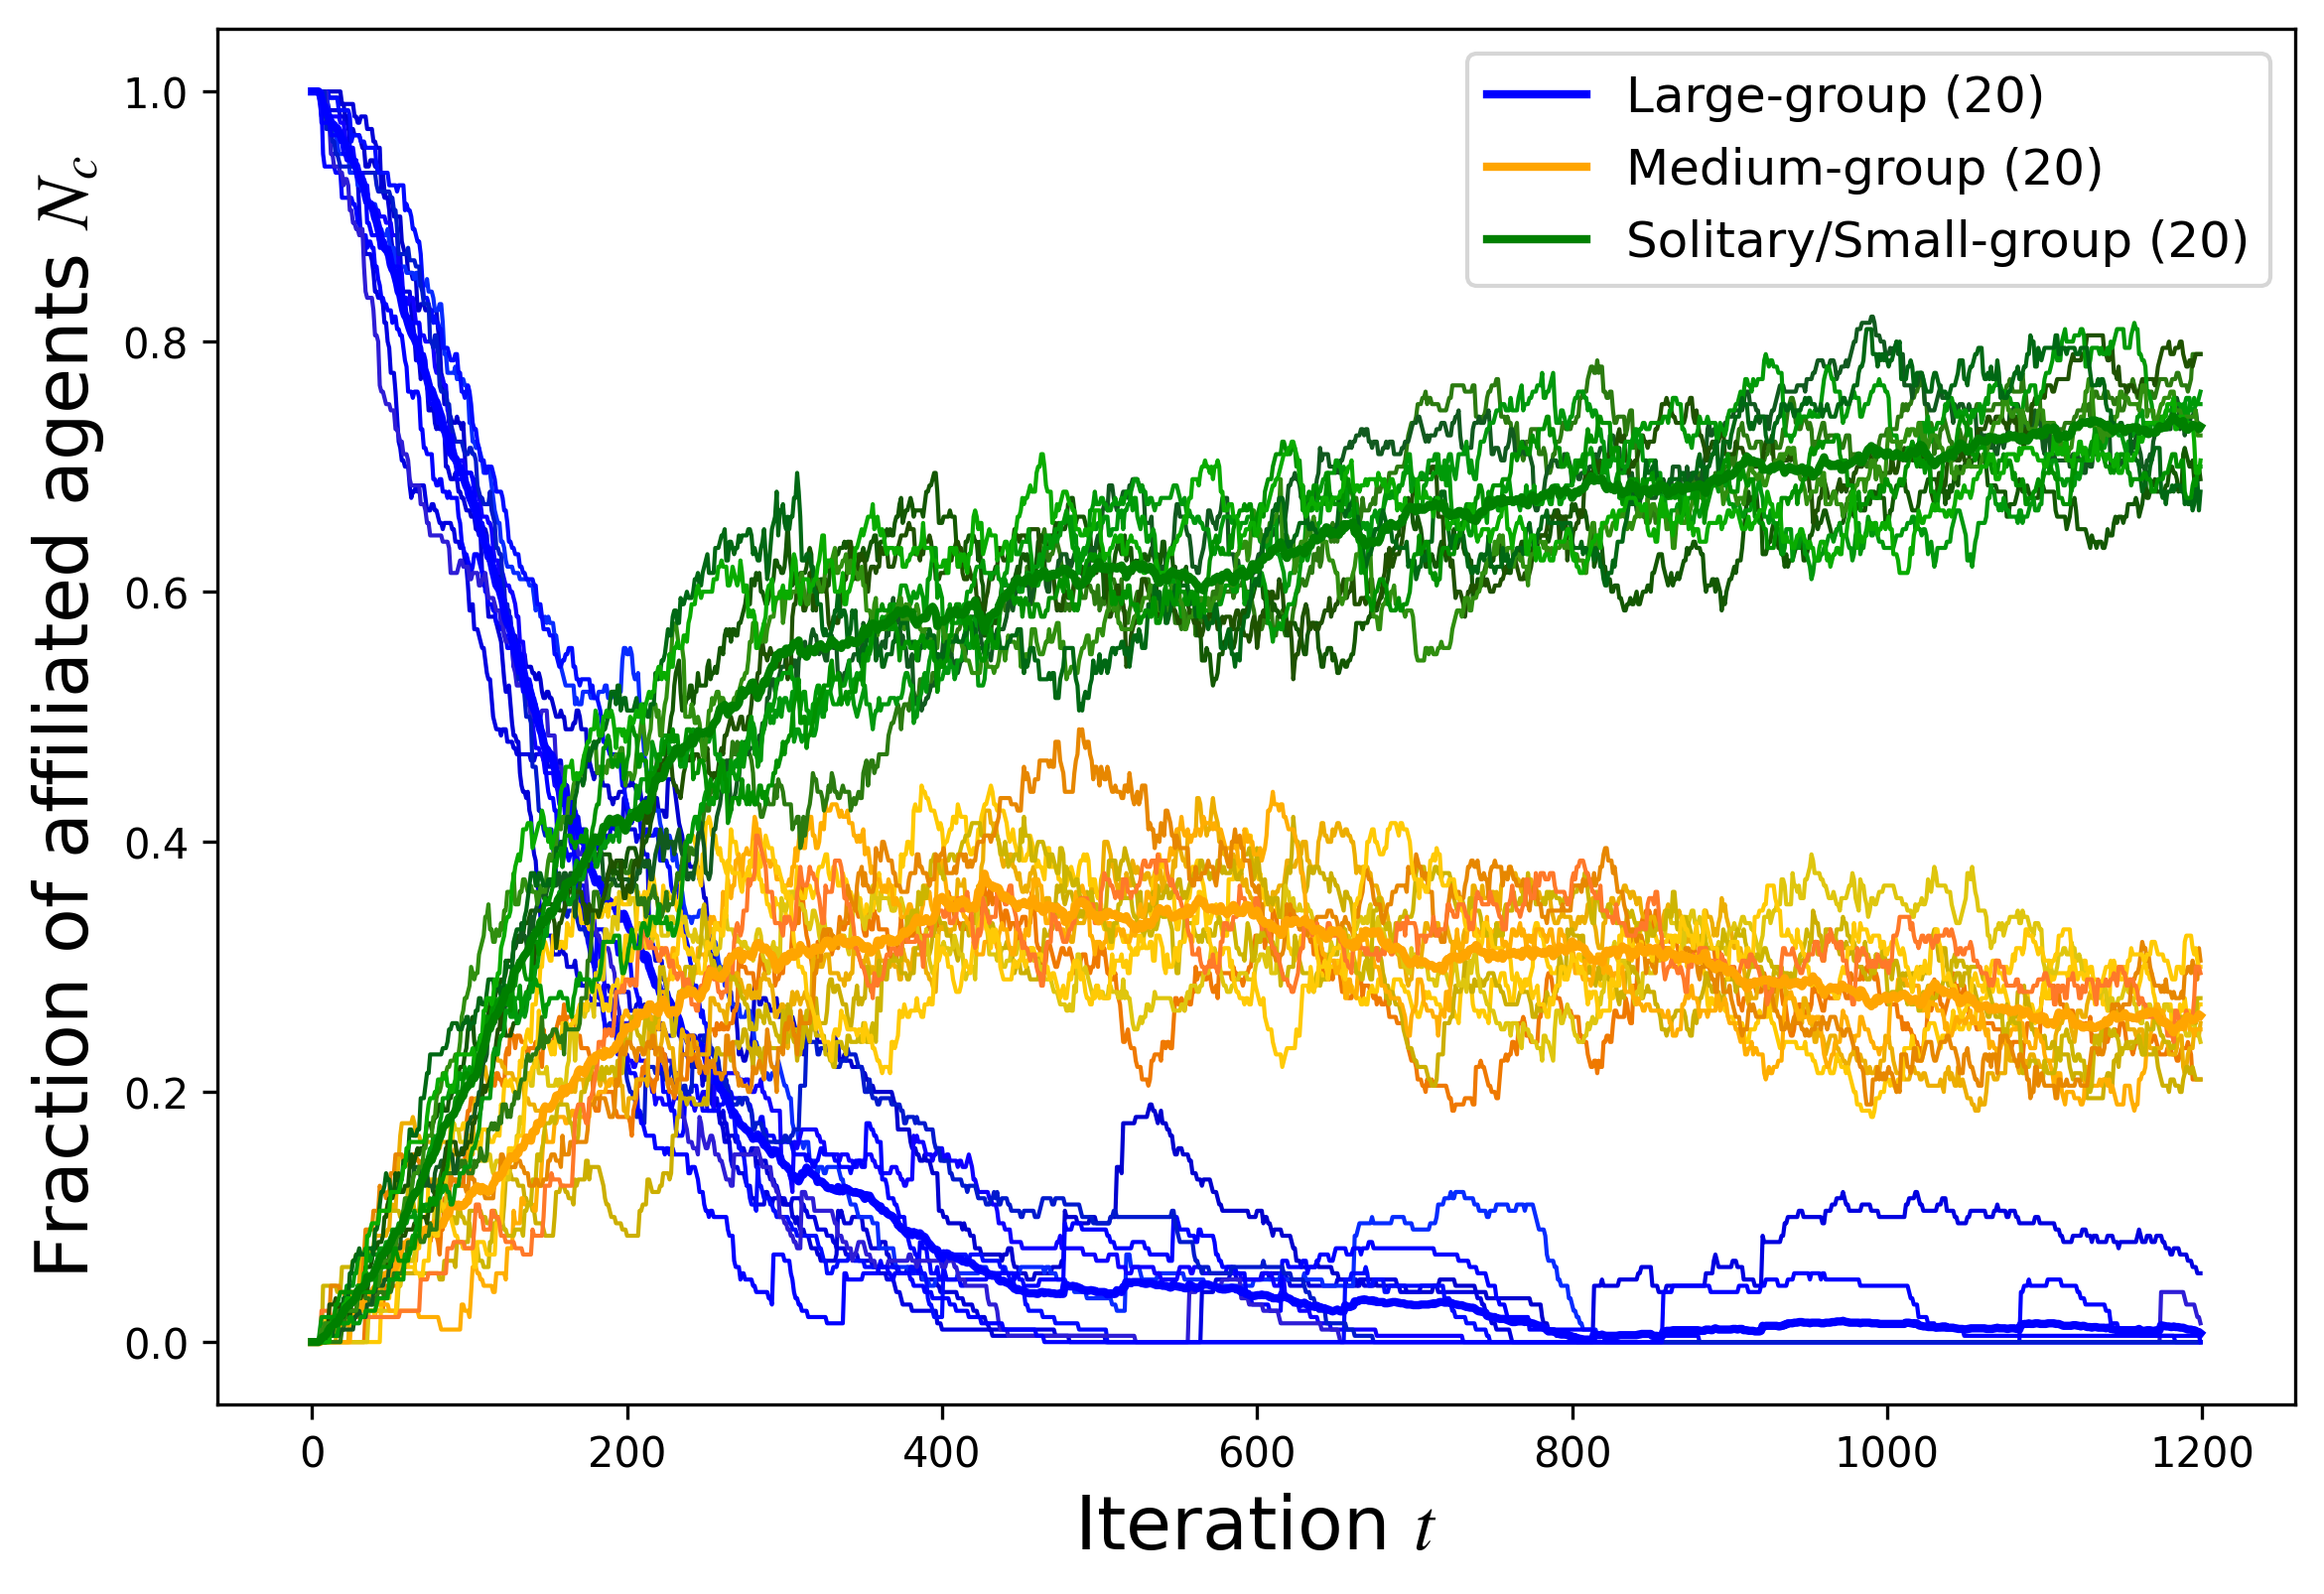 Large-group (20)
Medium-group (20)
Solitary/Small-group (20)
Fraction of affiliated agents N_c
1.0
0.8
0.6
0.4
0.2
0.0
0 200 400 600 800 1000 1200
Iteration t